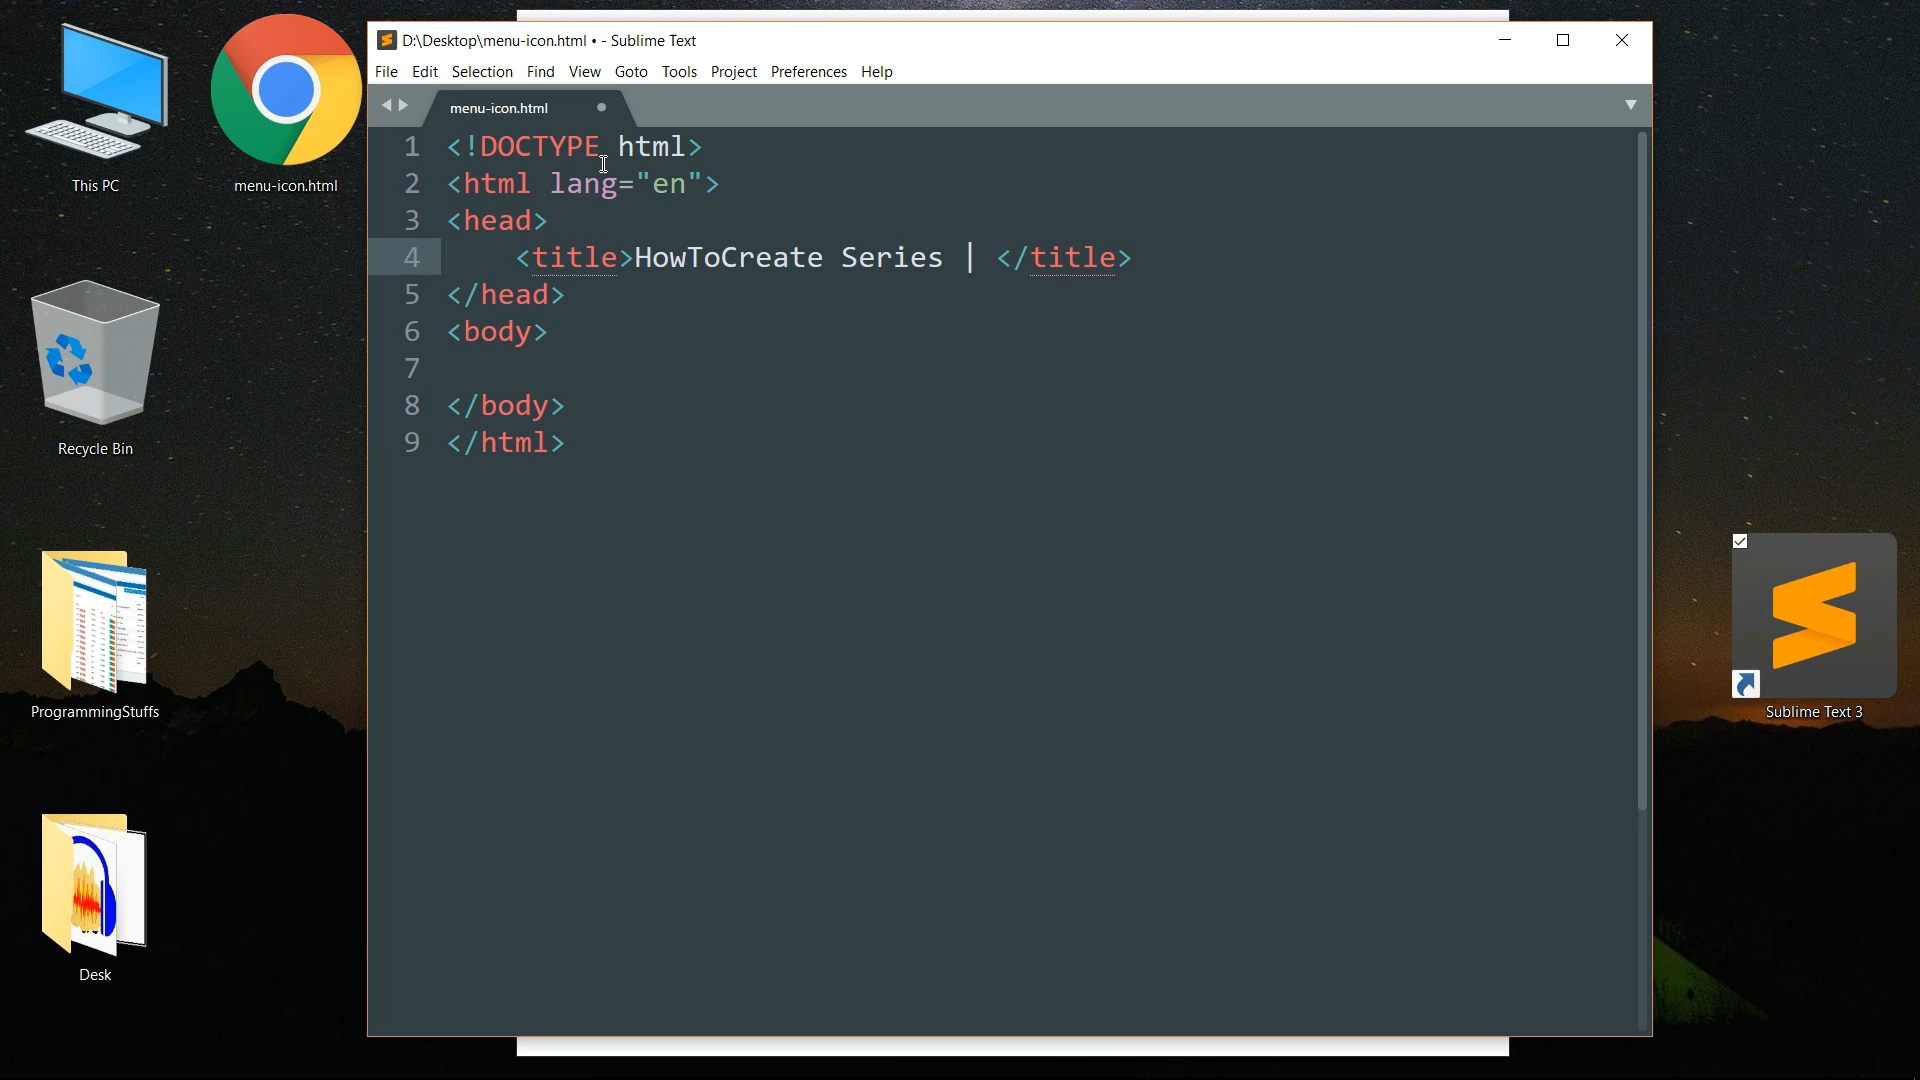 D:\Desktop\menu-icon.html • - Sublime Text
File Edit Selection Find View Goto Tools Project Preferences Help
menu-icon.html
1 <!DOCTYPE html>
2 <html lang="en">
3 <head>
4 <title>HowToCreate Series | </title>
5 </head>
6 <body>
7
8 </body>
9 </html>
This PC
menu-icon.html
Recycle Bin
ProgrammingStuffs
Desk
Sublime Text 3